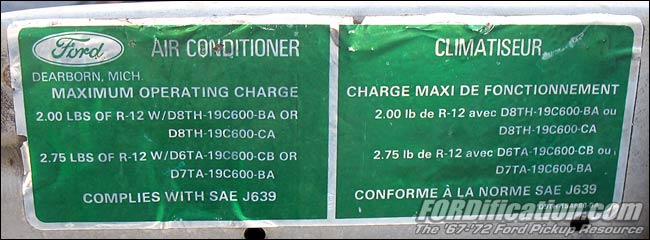 Ford
AIR CONDITIONER
DEARBORN, MICH.
MAXIMUM OPERATING CHARGE
2.00 LBS OF R-12 W/D8TH-19C600-BA OR
D8TH-19C600-CA
2.75 LBS OF R-12 W/D6TA-19C600-CB OR
D7TA-19C600-BA
COMPLIES WITH SAE J639
CLIMATISEUR
CHARGE MAXI DE FONCTIONNEMENT
2.00 lb de R-12 avec D8TH-19C600-BA ou
D8TH-19C600-CA
2.75 lb de R-12 avec D6TA-19C600-CB ou
D7TA-19C600-BA
CONFORME À LA NORME SAE J639
FORDification.com
The '67-'72 Ford Pickup Resource